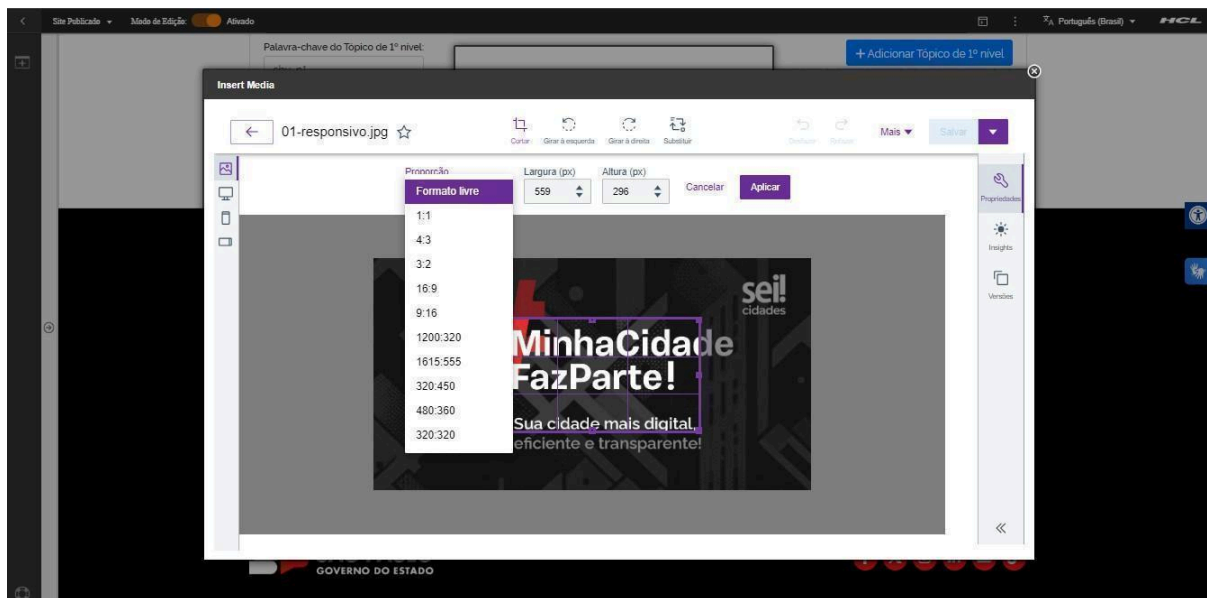 Site Publicado
Modo de Edição:
Ativado
Português (Brasil)
HCL
Palavra-chave do Tópico de 1º nível:
+ Adicionar Tópico de 1º nível
Insert Media
01-responsivo.jpg
Cortar
Girar à esquerda
Girar à direita
Substituir
Desfazer
Refazer
Mais
Salvar
Proporção
Largura (px)
Altura (px)
Formato livre
559
296
Cancelar
Aplicar
Propriedades
1:1
4:3
3:2
16:9
9:16
1200:320
1615:555
320:450
480:360
320:320
Insights
Versões
sei!
cidades
MinhaCidade
FazParte!
Sua cidade mais digital,
eficiente e transparente!
GOVERNO DO ESTADO